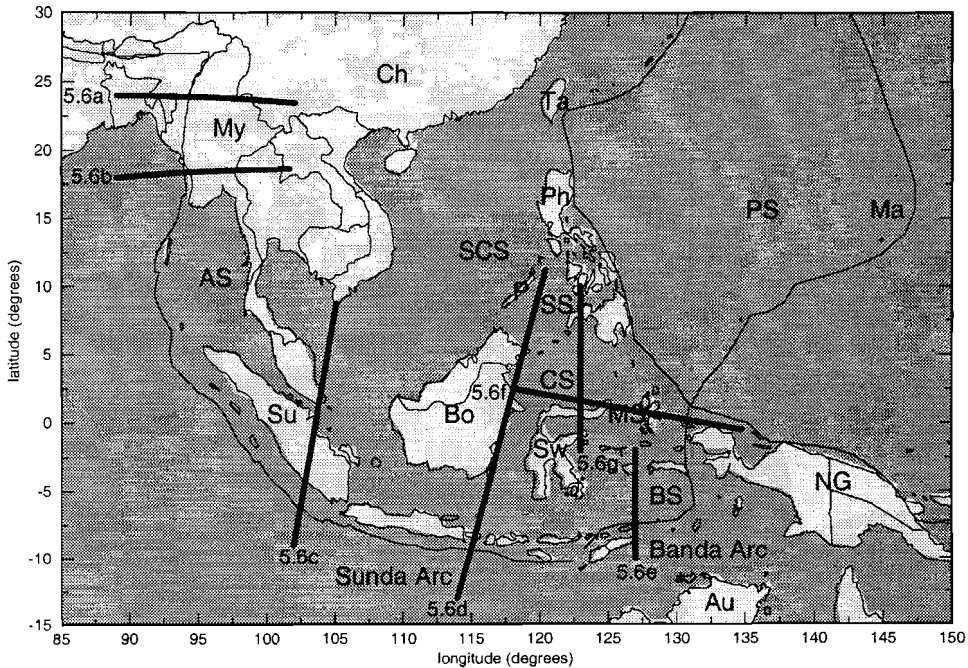 30
25
20
15
10
5
0
-5
-10
-15
latitude (degrees)
85 90 95 100 105 110 115 120 125 130 135 140 145 150
longitude (degrees)
Ch
5.6a
Ta
My
5.6b
Ph
PS
Ma
SCS
AS
P
SS
CS
5.6f
Su
Bo
MS
Sw
5.6g
NG
BS
Banda Arc
5.6c
Sunda Arc
5.6e
5.6d
Au